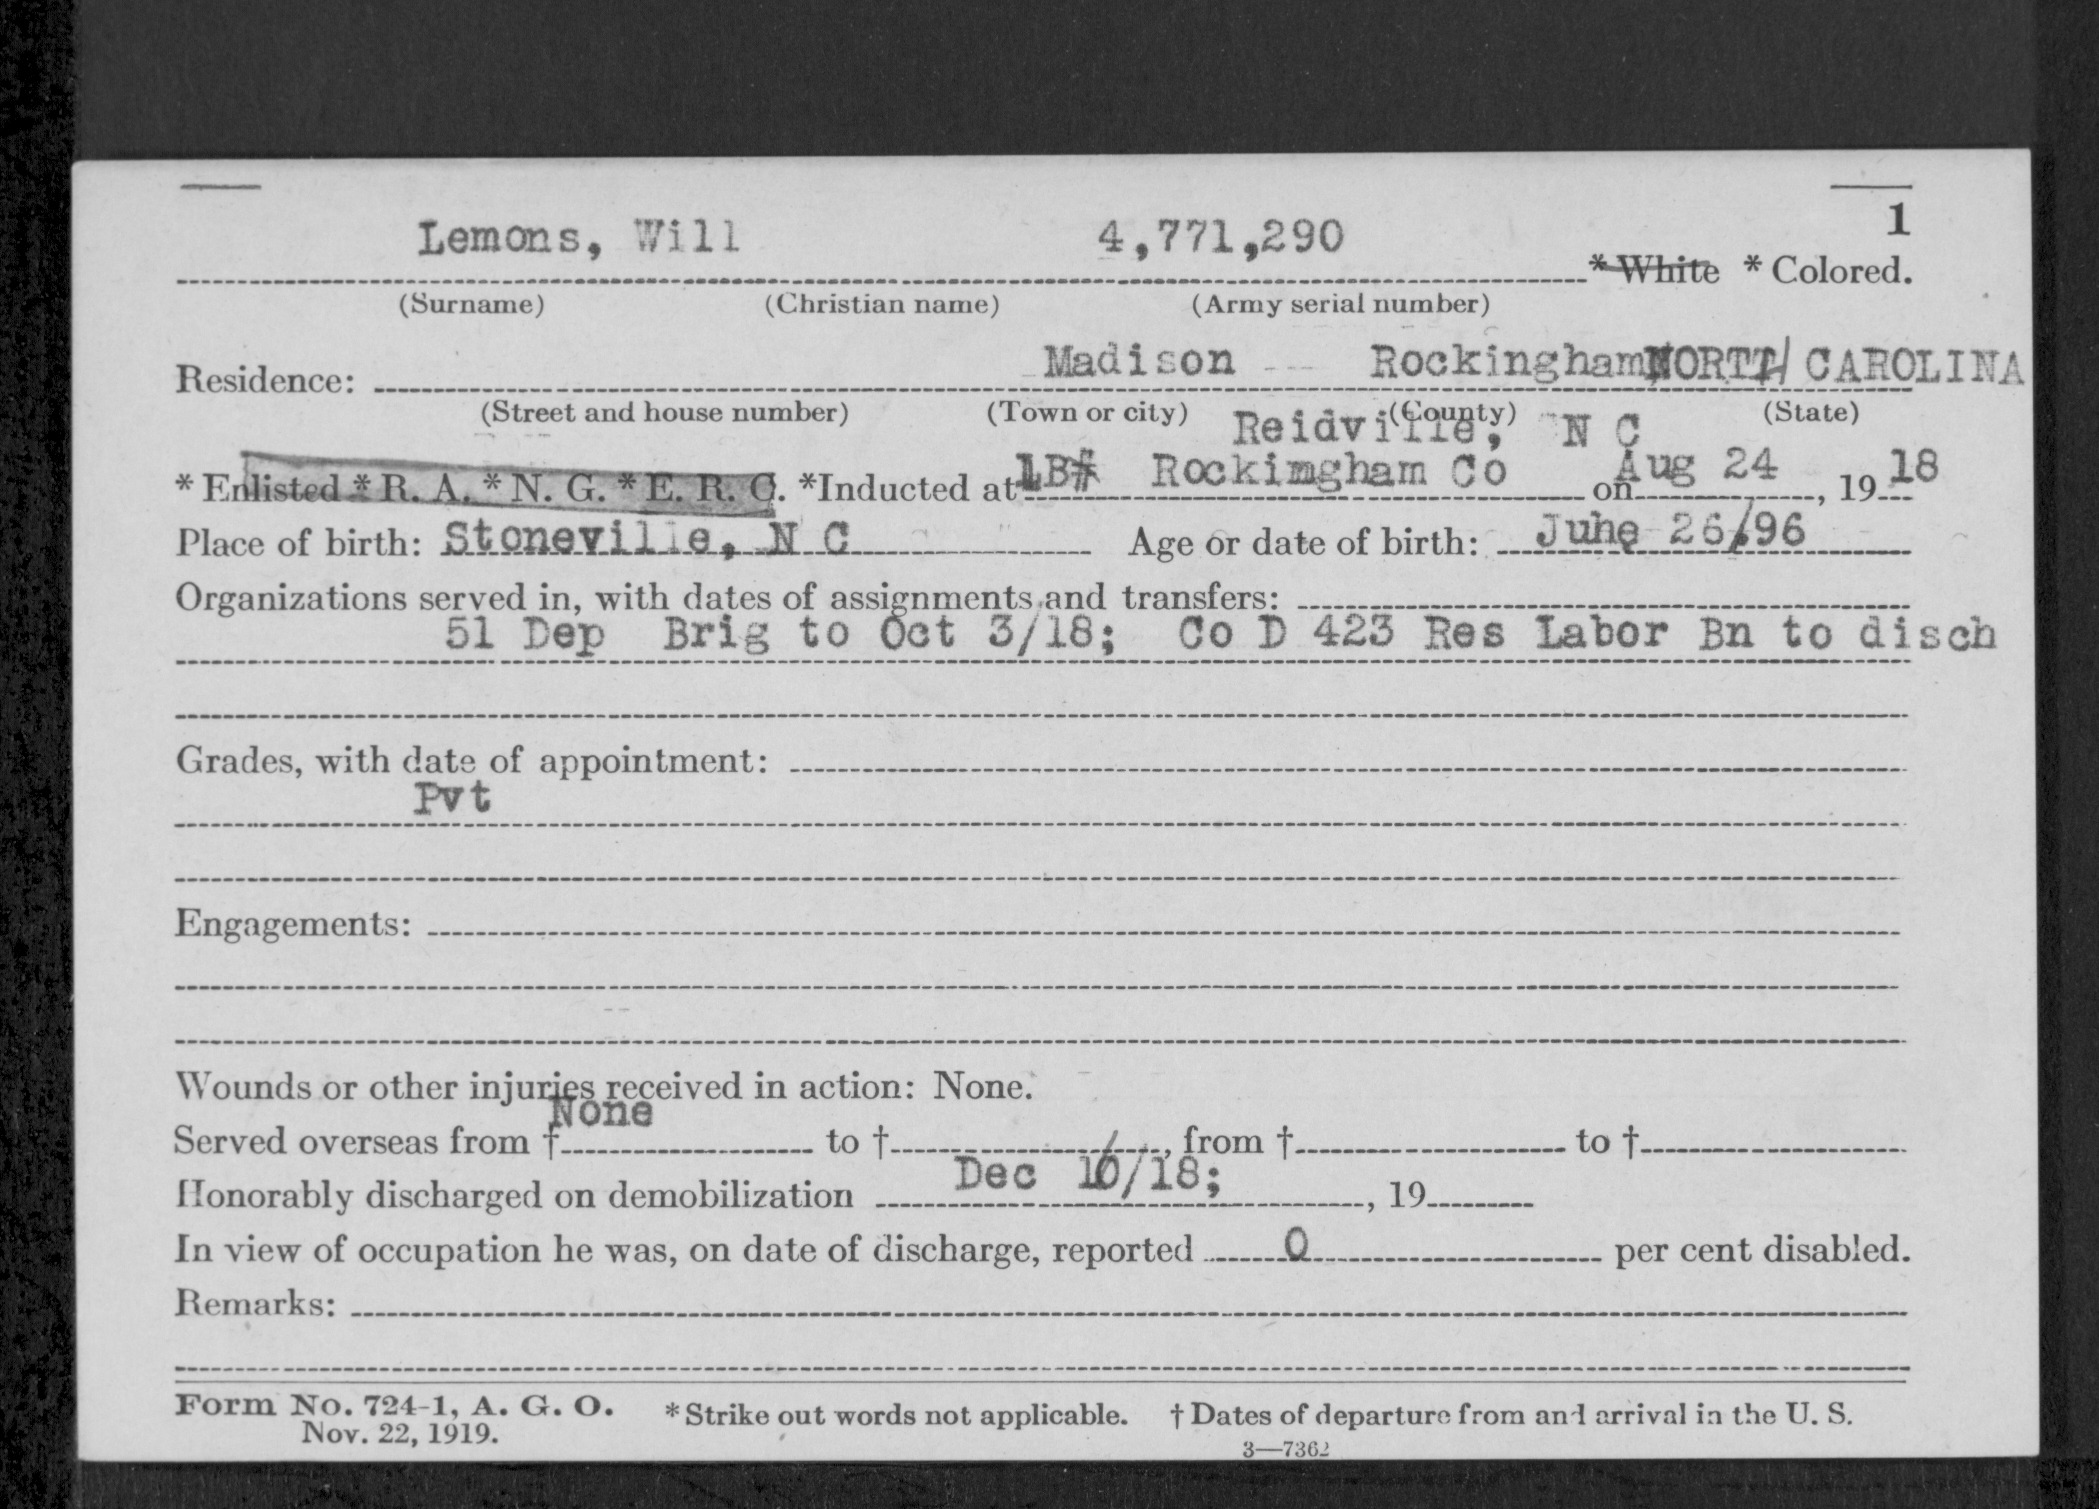 1
Lemons, Will 4,771,290 * White * Colored.
(Surname) (Christian name) (Army serial number)
Residence: Madison Rockingham NORTH CAROLINA
(Street and house number) (Town or city) (County) (State)
Reidville, N C
* Enlisted * R. A. * N. G. * E. R. C. *Inducted at LB# Rockimgham Co on Aug 24, 19 18
Place of birth: Stoneville, N C Age or date of birth: June 26/96
Organizations served in, with dates of assignments and transfers:
51 Dep Brig to Oct 3/18; Co D 423 Res Labor Bn to disch
Grades, with date of appointment:
Pvt
Engagements:
Wounds or other injuries received in action: None.
None
Served overseas from † to †, from † to †
Honorably discharged on demobilization Dec /18;, 19
In view of occupation he was, on date of discharge, reported 0 per cent disabled.
Remarks:
Form No. 724-1, A. G. O. * Strike out words not applicable. † Dates of departure from and arrival in the U. S.
Nov. 22, 1919.
3—7362